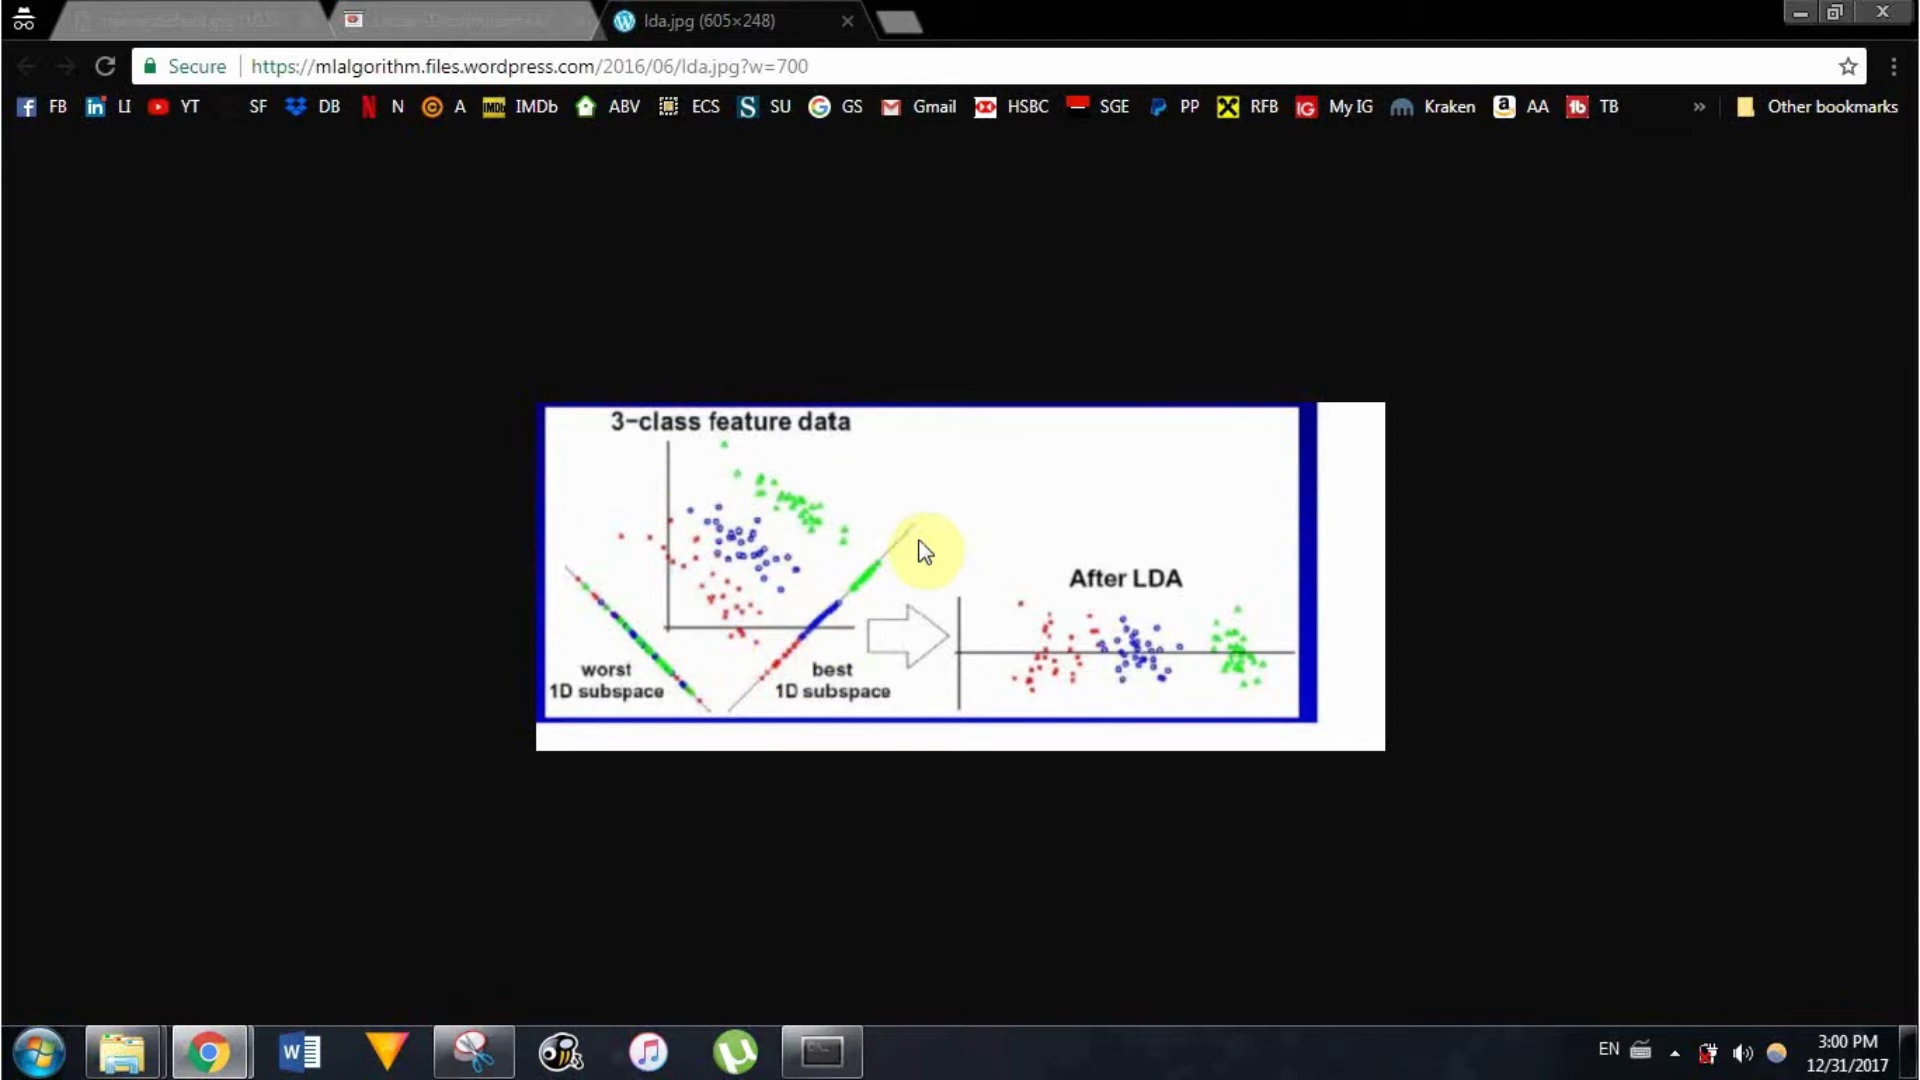 lda.jpg (605×248)
Secure https://mlalgorithm.files.wordpress.com/2016/06/lda.jpg?w=700
FB LI YT SF DB N A IMDb ABV ECS SU GS Gmail HSBC SGE PP RFB My IG Kraken AA TB » Other bookmarks
3-class feature data
After LDA
worst
1D subspace
best
1D subspace
EN
3:00 PM
12/31/2017